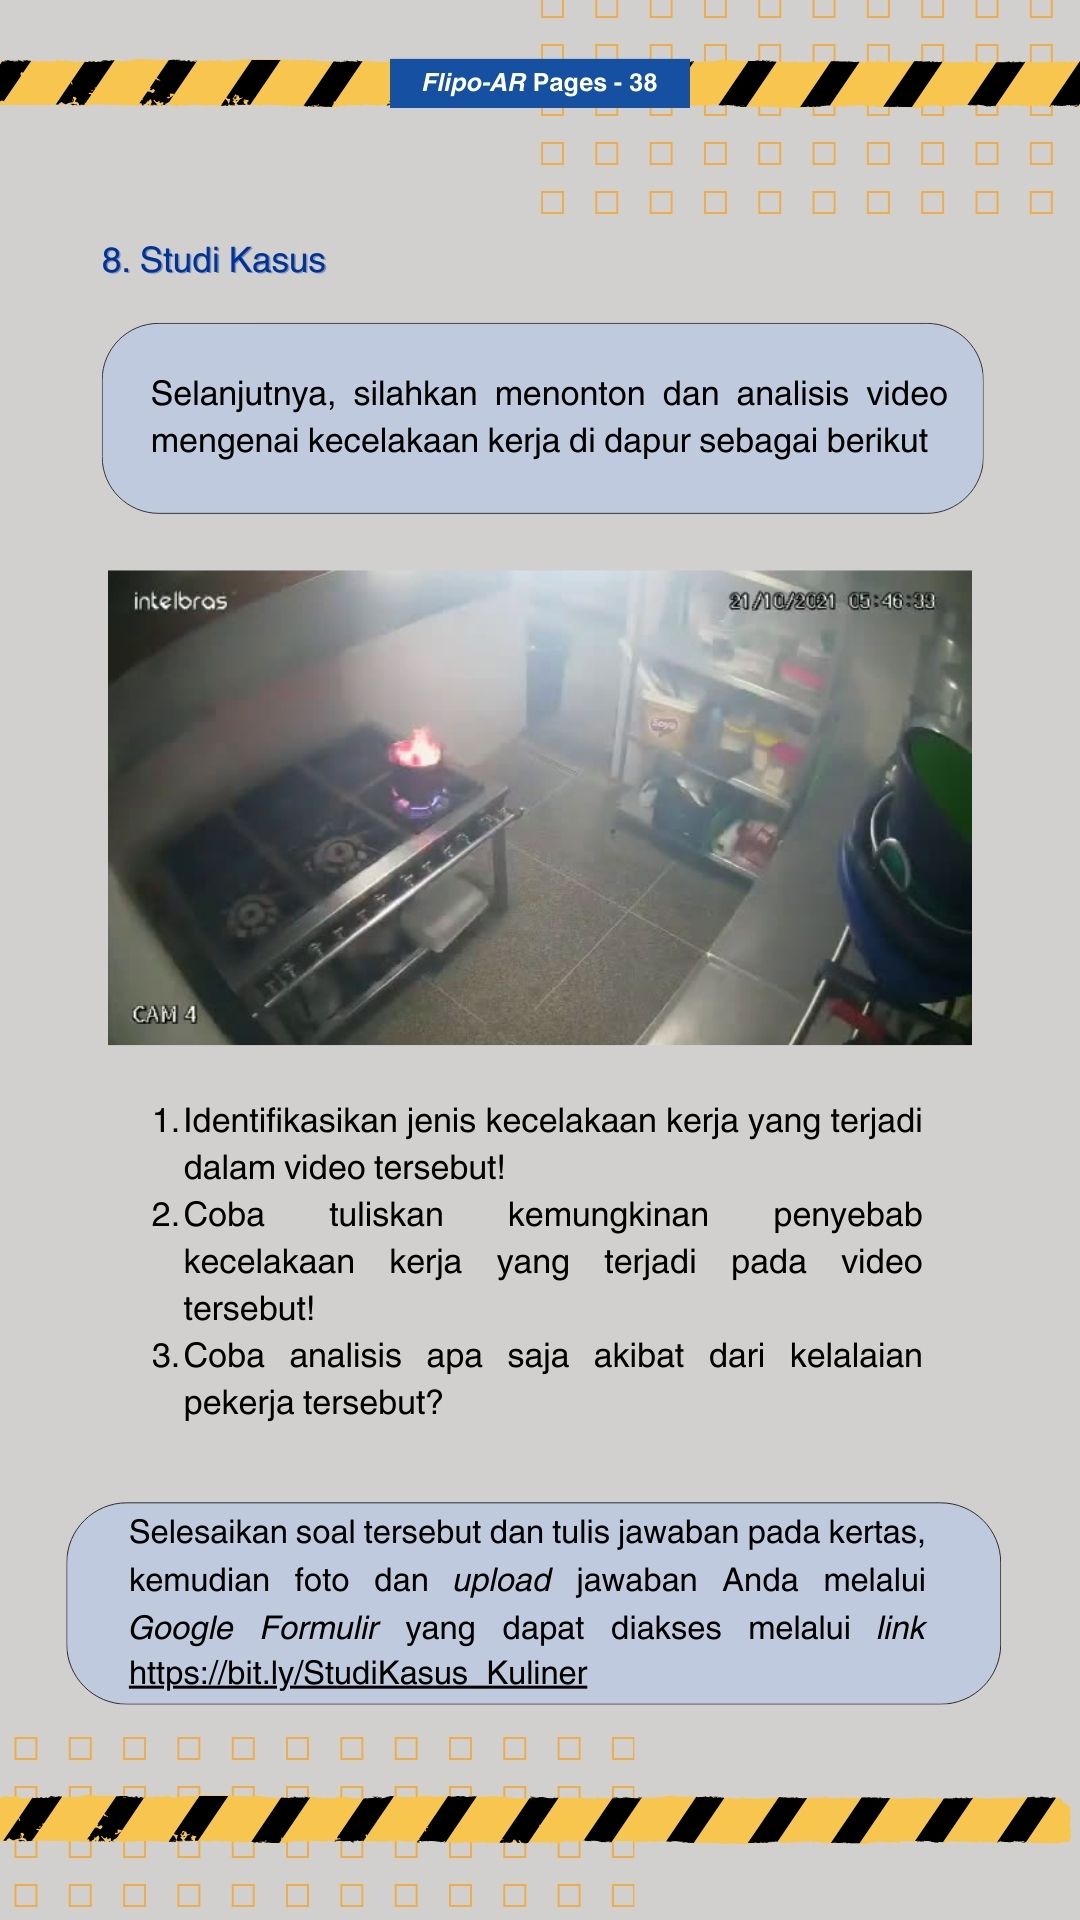 Flipo-AR Pages - 38
8. Studi Kasus
Selanjutnya, silahkan menonton dan analisis video
mengenai kecelakaan kerja di dapur sebagai berikut
intelbras
21/10/2021 05:46:33
Soya
CAM 4
1. Identifikasikan jenis kecelakaan kerja yang terjadi
dalam video tersebut!
2. Coba tuliskan kemungkinan penyebab
kecelakaan kerja yang terjadi pada video
tersebut!
3. Coba analisis apa saja akibat dari kelalaian
pekerja tersebut?
Selesaikan soal tersebut dan tulis jawaban pada kertas,
kemudian foto dan upload jawaban Anda melalui
Google Formulir yang dapat diakses melalui link
https://bit.ly/StudiKasus_Kuliner